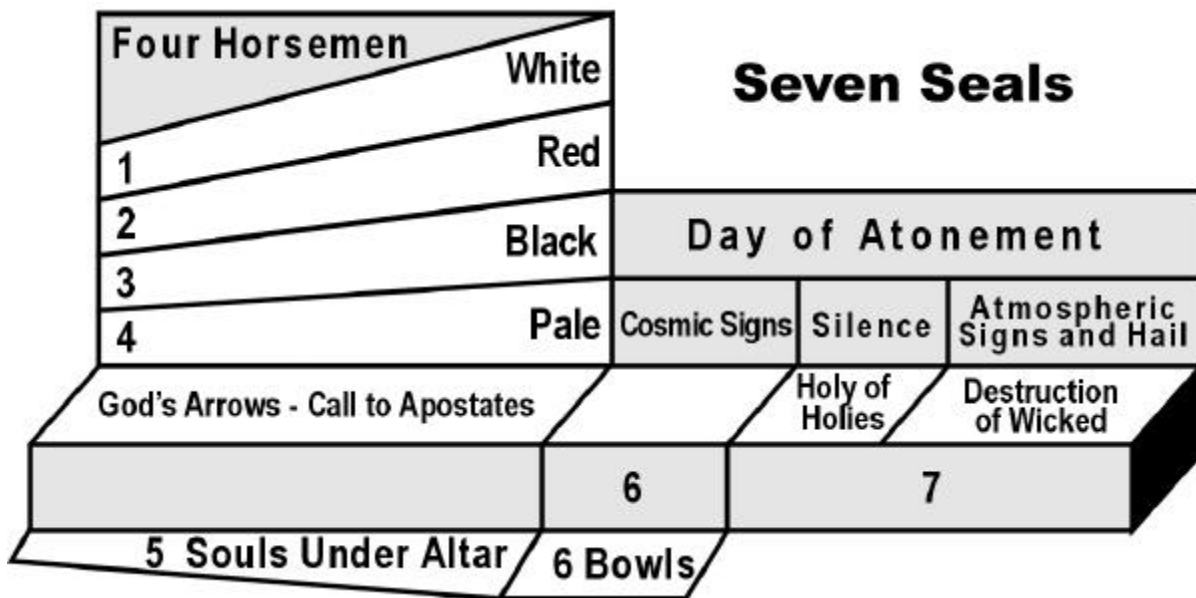 Four Horsemen
White
Seven Seals
1
Red
2
Black
Day of Atonement
3
4
Pale
Cosmic Signs
Silence
Atmospheric
Signs and Hail
God's Arrows - Call to Apostates
Holy of
Holies
Destruction
of Wicked
6
7
5 Souls Under Altar
6 Bowls